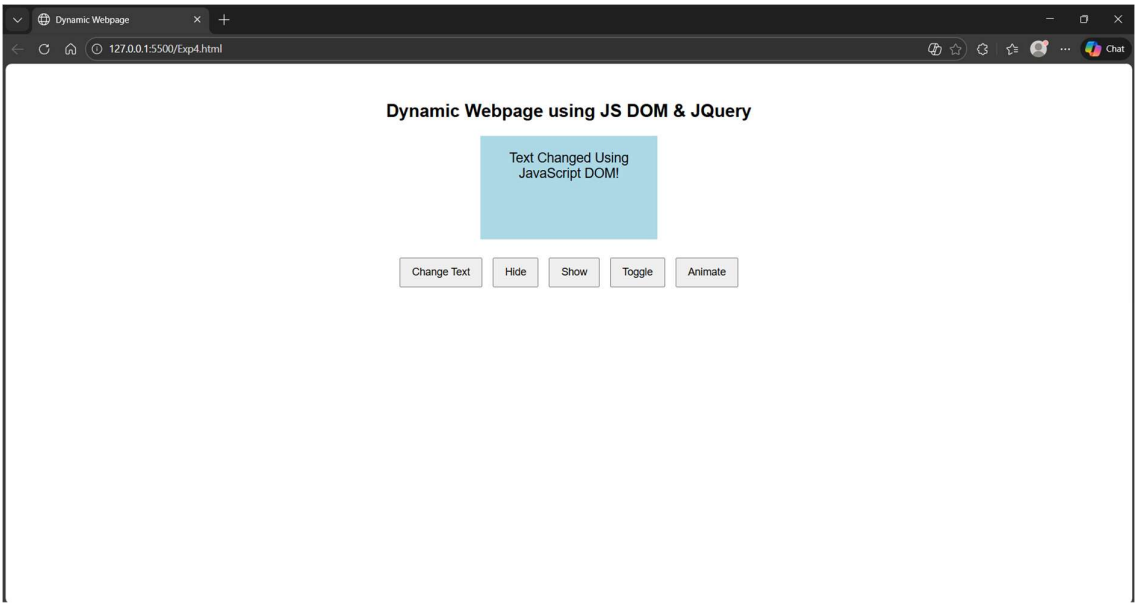 Dynamic Webpage
127.0.0.1:5500/Exp4.html
Chat
Dynamic Webpage using JS DOM & JQuery
Text Changed Using
JavaScript DOM!
Change Text Hide Show Toggle Animate